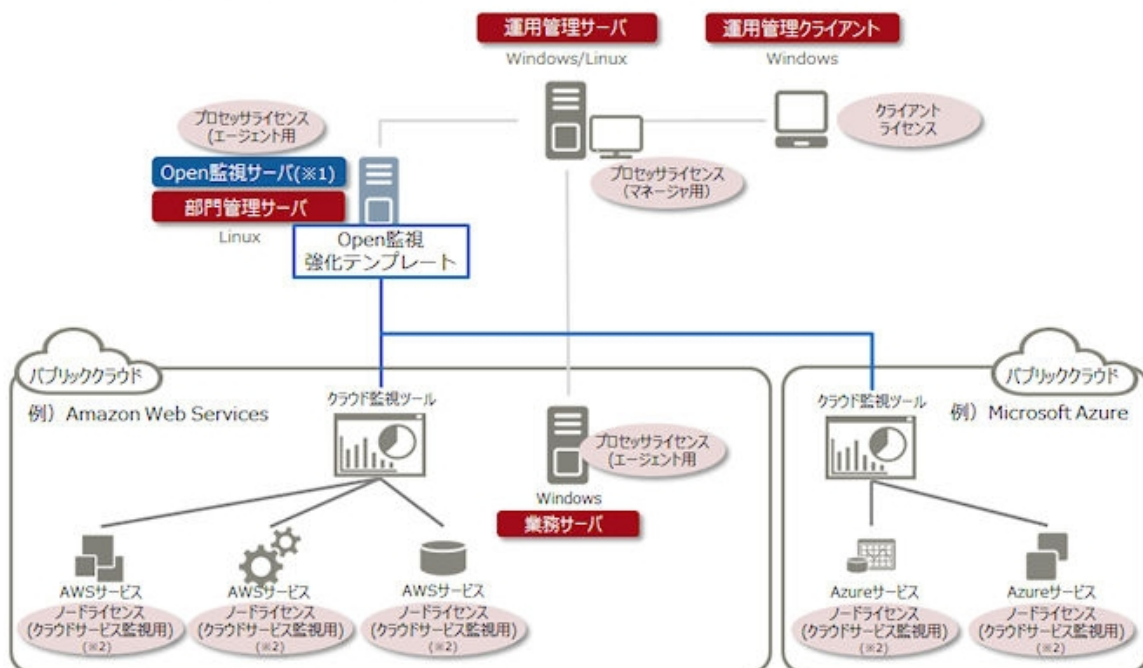 運用管理サーバ
Windows/Linux
運用管理クライアント
Windows
プロセッサライセンス
(エージェント用
Open監視サーバ(※1)
部門管理サーバ
Linux
Open監視
強化テンプレート
プロセッサライセンス
(マネージャ用)
クライアント
ライセンス
パブリッククラウド
例）Amazon Web Services
クラウド監視ツール
プロセッサライセンス
(エージェント用
Windows
業務サーバ
AWSサービス
ノードライセンス
(クラウドサービス監視用)
(※2)
AWSサービス
ノードライセンス
(クラウドサービス監視用)
(※2)
AWSサービス
ノードライセンス
(クラウドサービス監視用)
(※2)
パブリッククラウド
例）Microsoft Azure
クラウド監視ツール
Azureサービス
ノードライセンス
(クラウドサービス監視用)
(※2)
Azureサービス
ノードライセンス
(クラウドサービス監視用)
(※2)